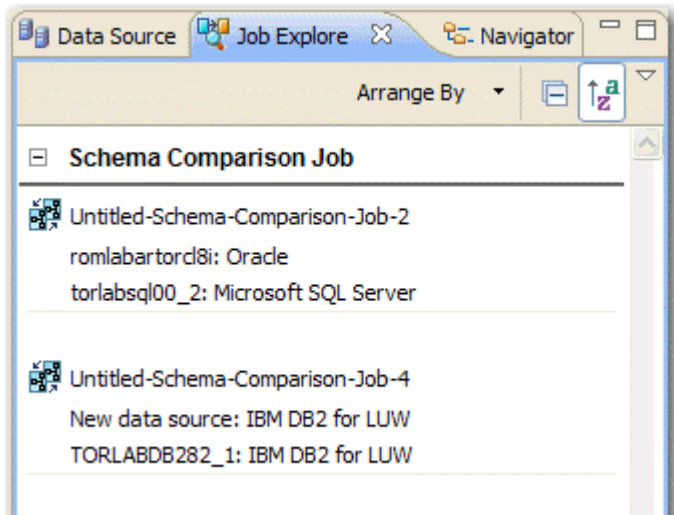 Data Source Job Explore Navigator
Arrange By
Schema Comparison Job
Untitled-Schema-Comparison-Job-2
romlabartorcl8i: Oracle
torlabsql00_2: Microsoft SQL Server
Untitled-Schema-Comparison-Job-4
New data source: IBM DB2 for LUW
TORLABDB282_1: IBM DB2 for LUW